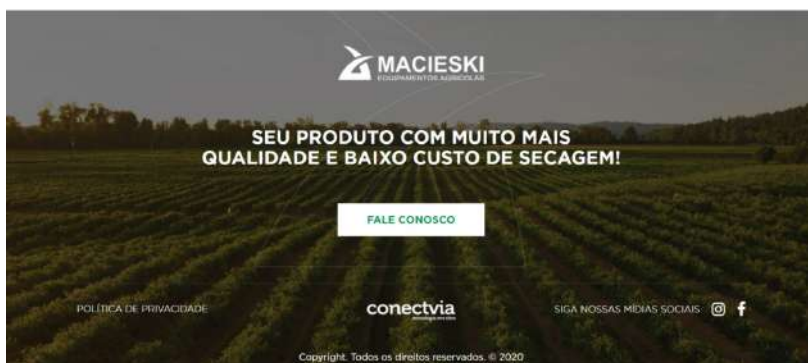 MACIESKI
EQUIPAMENTOS AGRÍCOLAS
SEU PRODUTO COM MUITO MAIS
QUALIDADE E BAIXO CUSTO DE SECAGEM!
FALE CONOSCO
POLÍTICA DE PRIVACIDADE
conectvia
SIGA NOSSAS MÍDIAS SOCIAIS
Copyright. Todos os direitos reservados. © 2020